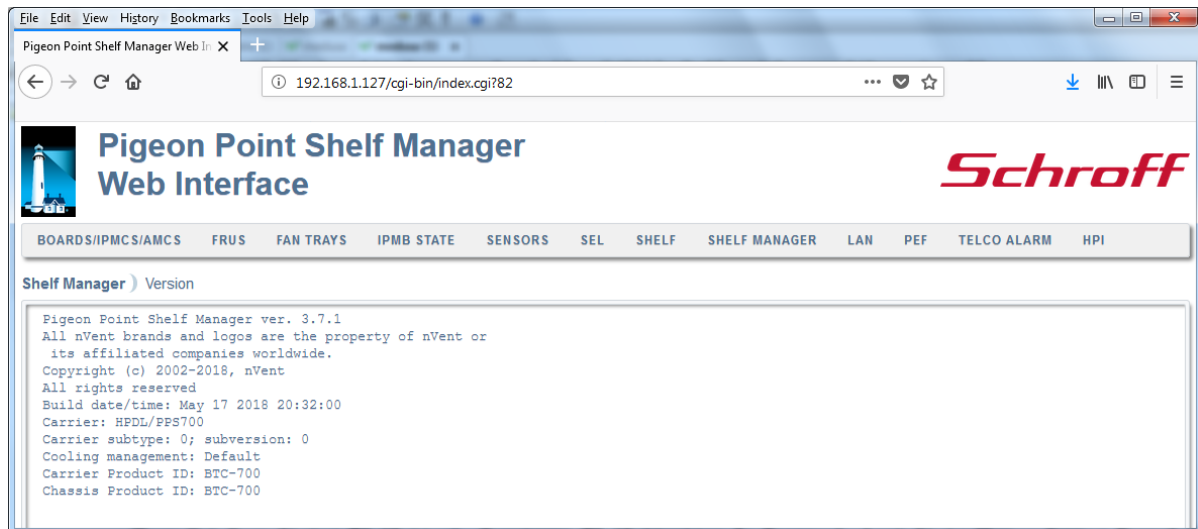 File Edit View History Bookmarks Tools Help
Pigeon Point Shelf Manager Web In
192.168.1.127/cgi-bin/index.cgi?82
Pigeon Point Shelf Manager
Web Interface
Schroff
BOARDS/IPMCS/AMCS FRUS FAN TRAYS IPMB STATE SENSORS SEL SHELF SHELF MANAGER LAN PEF TELCO ALARM HPI
Shelf Manager ) Version
Pigeon Point Shelf Manager ver. 3.7.1
All nVent brands and logos are the property of nVent or
its affiliated companies worldwide.
Copyright (c) 2002-2018, nVent
All rights reserved
Build date/time: May 17 2018 20:32:00
Carrier: HPDL/PPS700
Carrier subtype: 0; subversion: 0
Cooling management: Default
Carrier Product ID: BTC-700
Chassis Product ID: BTC-700